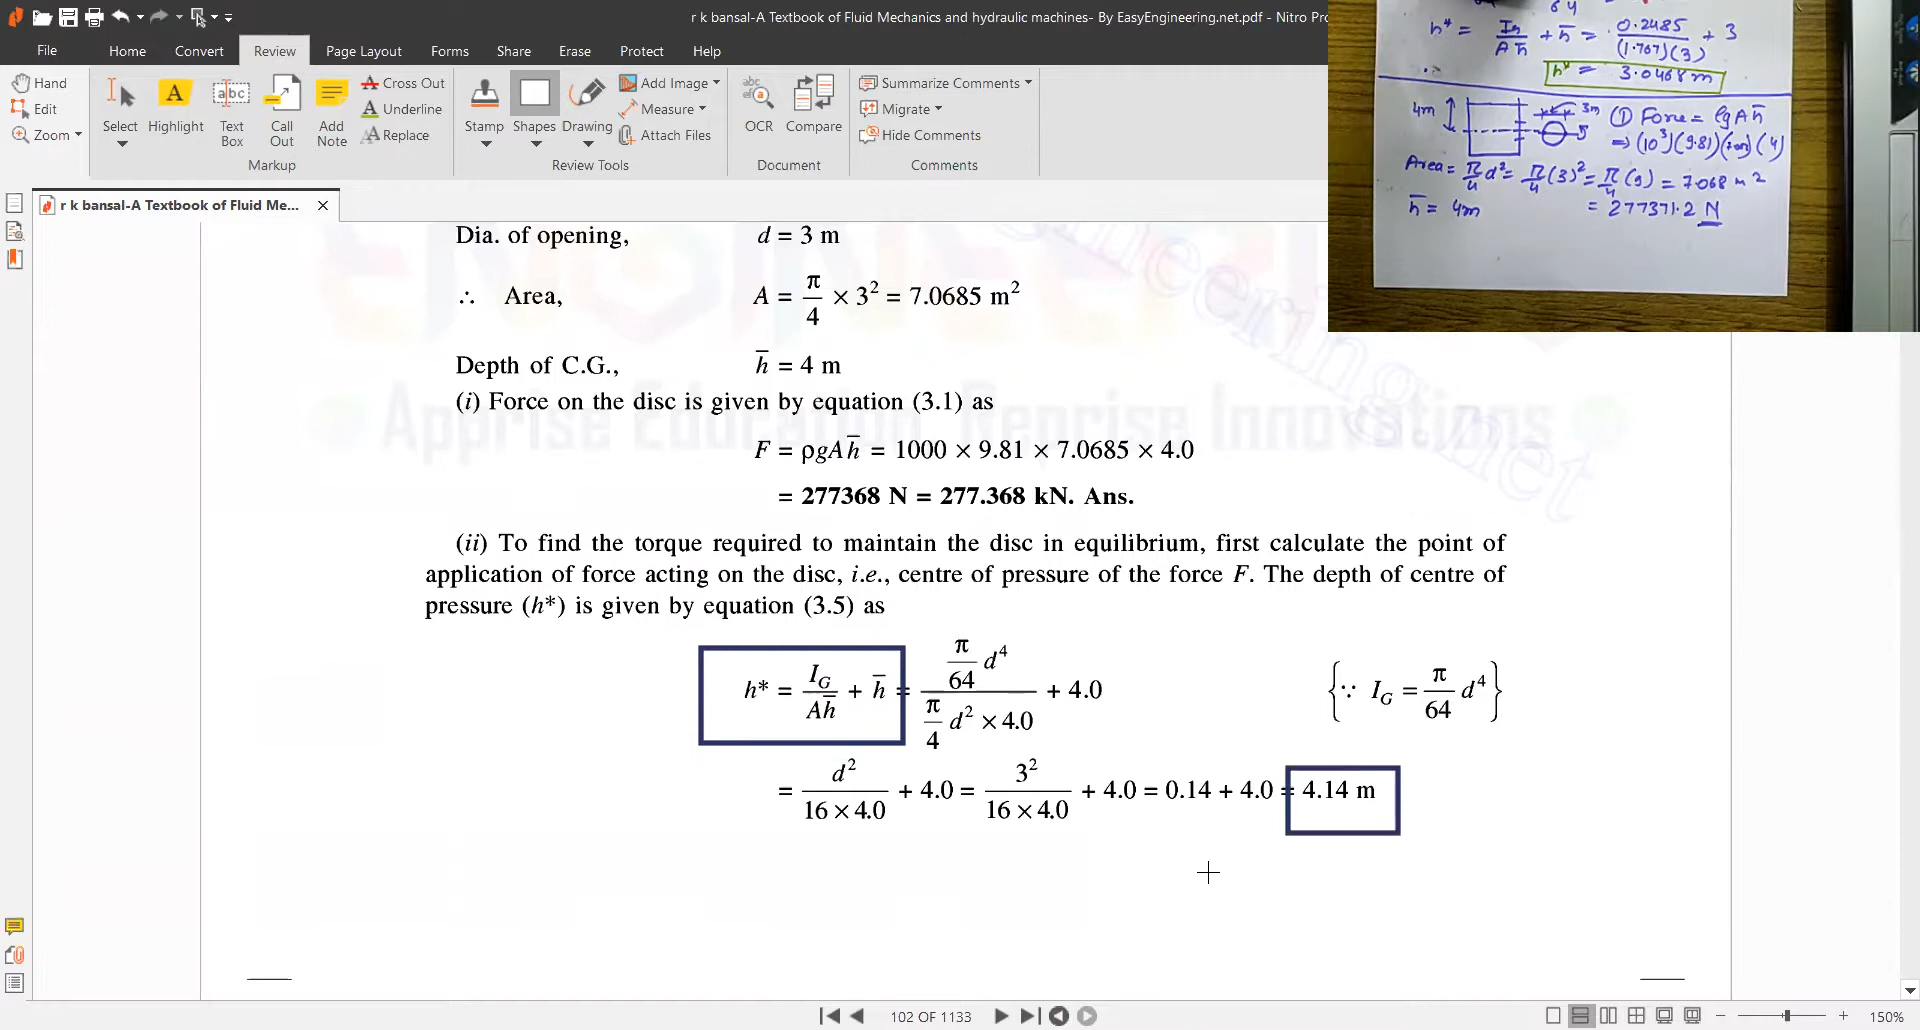 r k bansal-A Textbook of Fluid Mechanics and hydraulic machines- By EasyEngineering.net.pdf - Nitro Pro
File Home Convert Review Page Layout Forms Share Erase Protect Help
Hand
Edit
Zoom
Select
Highlight
Text Box
Call Out
Add Note
Cross Out
Underline
Replace
Markup
Stamp
Shapes
Drawing
Add Image
Measure
Attach Files
Review Tools
OCR
Compare
Document
Summarize Comments
Migrate
Hide Comments
Comments
r k bansal-A Textbook of Fluid Me...
64
h* = IG/Ah̄ + h̄ = 0.2485/(1.767)(3) + 3
h* = 3.0468 m
4m 3m ① Force = ρgAh̄
⇒ (10³)(9.81) (4)
Area = π/4 d² = π/4 (3)² = π/4 (9) = 7.068 m²
h̄ = 4m = 277371.2 N
Dia. of opening, d = 3 m
∴ Area, A = π/4 × 3² = 7.0685 m²
Depth of C.G., h̄ = 4 m
(i) Force on the disc is given by equation (3.1) as
F = ρgAh̄ = 1000 × 9.81 × 7.0685 × 4.0
= 277368 N = 277.368 kN. Ans.
(ii) To find the torque required to maintain the disc in equilibrium, first calculate the point of
application of force acting on the disc, i.e., centre of pressure of the force F. The depth of centre of
pressure (h*) is given by equation (3.5) as
h* = IG/Ah̄ + h̄ = (π/64 d⁴)/(π/4 d² × 4.0) + 4.0 {∵ IG = π/64 d⁴}
= d²/(16 × 4.0) + 4.0 = 3²/(16 × 4.0) + 4.0 = 0.14 + 4.0 = 4.14 m
Apprise Education, Reprise Innovations
neering.net
102 OF 1133
150%